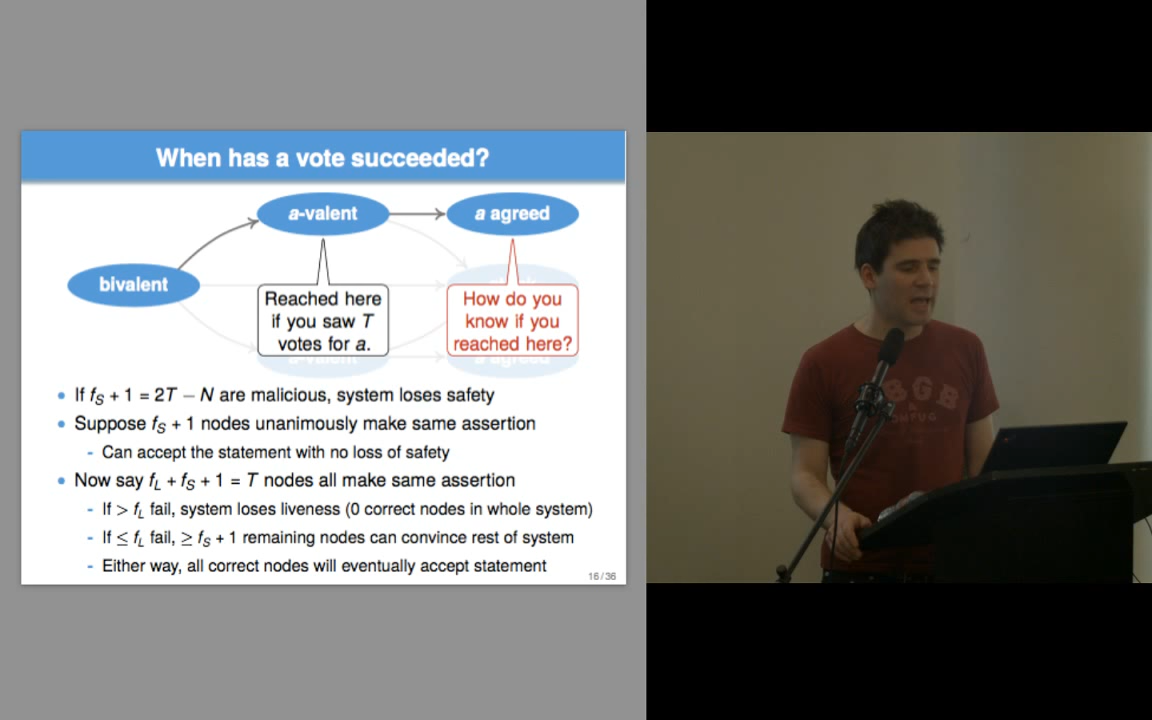 When has a vote succeeded?
a-valent
a agreed
bivalent
Reached here
if you saw T
votes for a.
How do you
know if you
reached here?
• If fS + 1 = 2T − N are malicious, system loses safety
• Suppose fS + 1 nodes unanimously make same assertion
- Can accept the statement with no loss of safety
• Now say fL + fS + 1 = T nodes all make same assertion
- If > fL fail, system loses liveness (0 correct nodes in whole system)
- If ≤ fL fail, ≥ fS + 1 remaining nodes can convince rest of system
- Either way, all correct nodes will eventually accept statement
16/36